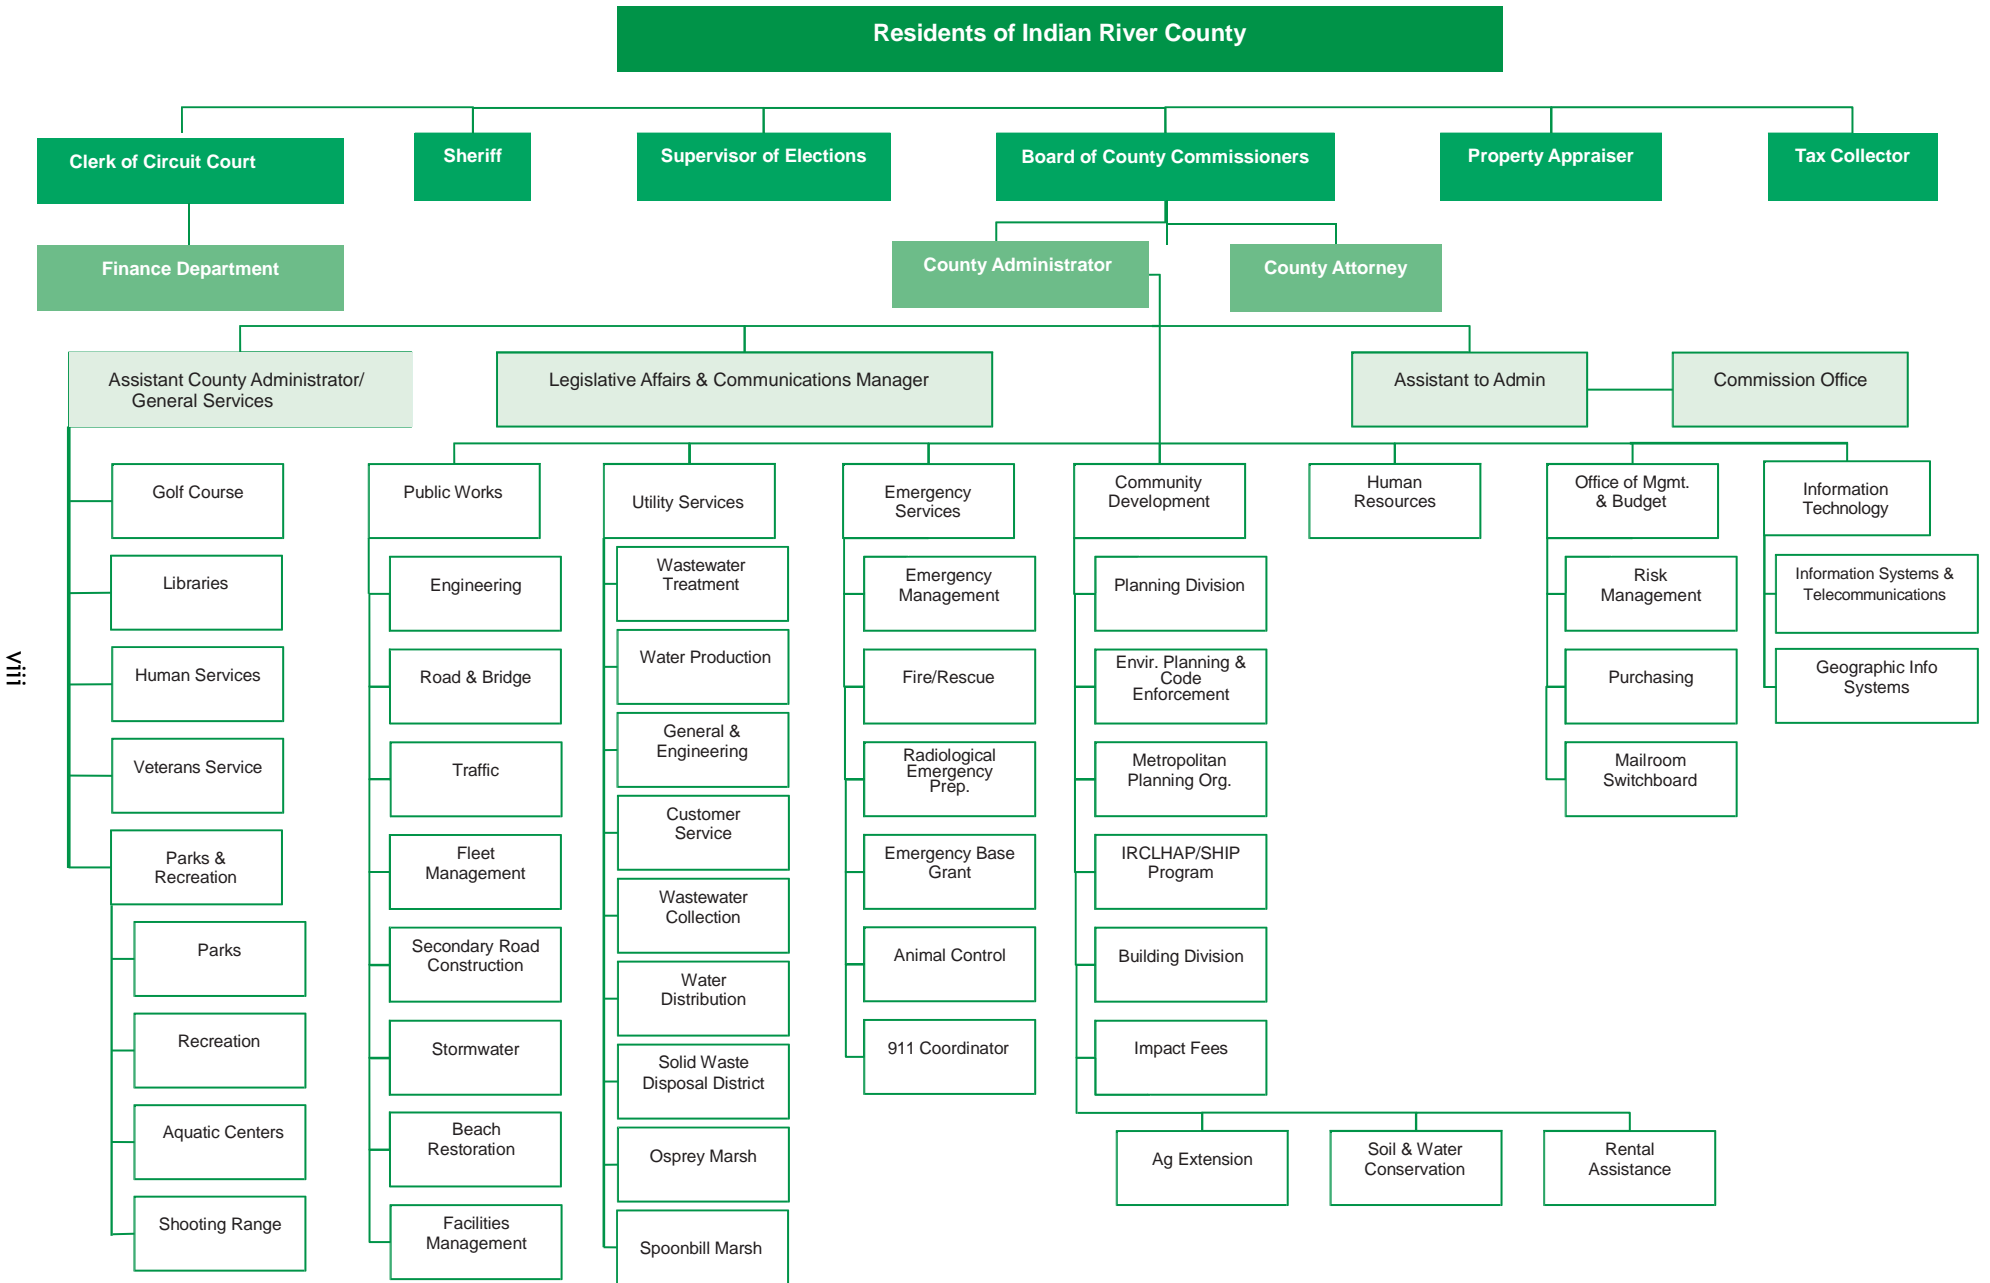 Residents of Indian River County
Clerk of Circuit Court
Sheriff
Supervisor of Elections
Board of County Commissioners
Property Appraiser
Tax Collector
Finance Department
County Administrator
County Attorney
Assistant County Administrator/
General Services
Legislative Affairs & Communications Manager
Assistant to Admin
Commission Office
Golf Course
Libraries
Human Services
Veterans Service
Parks &
Recreation
Parks
Recreation
Aquatic Centers
Shooting Range
Public Works
Engineering
Road & Bridge
Traffic
Fleet
Management
Secondary Road
Construction
Stormwater
Beach
Restoration
Facilities
Management
Utility Services
Wastewater
Treatment
Water Production
General &
Engineering
Customer
Service
Wastewater
Collection
Water
Distribution
Solid Waste
Disposal District
Osprey Marsh
Spoonbill Marsh
Emergency
Services
Emergency
Management
Fire/Rescue
Radiological
Emergency
Prep.
Emergency Base
Grant
Animal Control
911 Coordinator
Community
Development
Planning Division
Envir. Planning &
Code
Enforcement
Metropolitan
Planning Org.
IRCLHAP/SHIP
Program
Building Division
Impact Fees
Ag Extension
Soil & Water
Conservation
Rental
Assistance
Human
Resources
Office of Mgmt.
& Budget
Risk
Management
Purchasing
Mailroom
Switchboard
Information
Technology
Information Systems &
Telecommunications
Geographic Info
Systems
viii